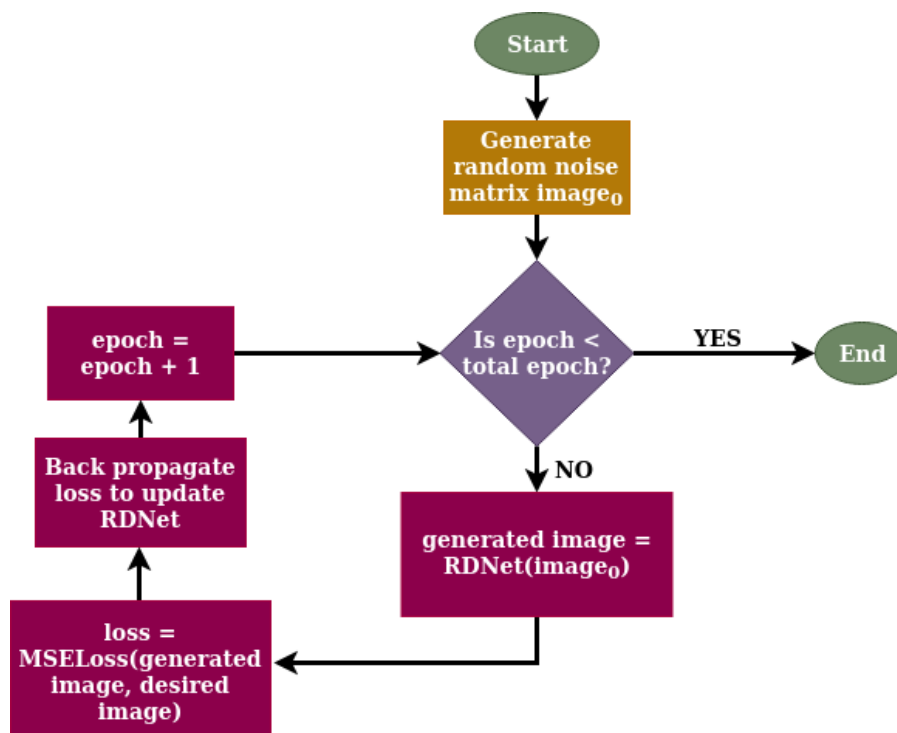 Start
Generate
random noise
matrix image₀
Is epoch <
total epoch?
YES
End
NO
generated image =
RDNet(image₀)
loss =
MSELoss(generated
image, desired
image)
Back propagate
loss to update
RDNet
epoch =
epoch + 1